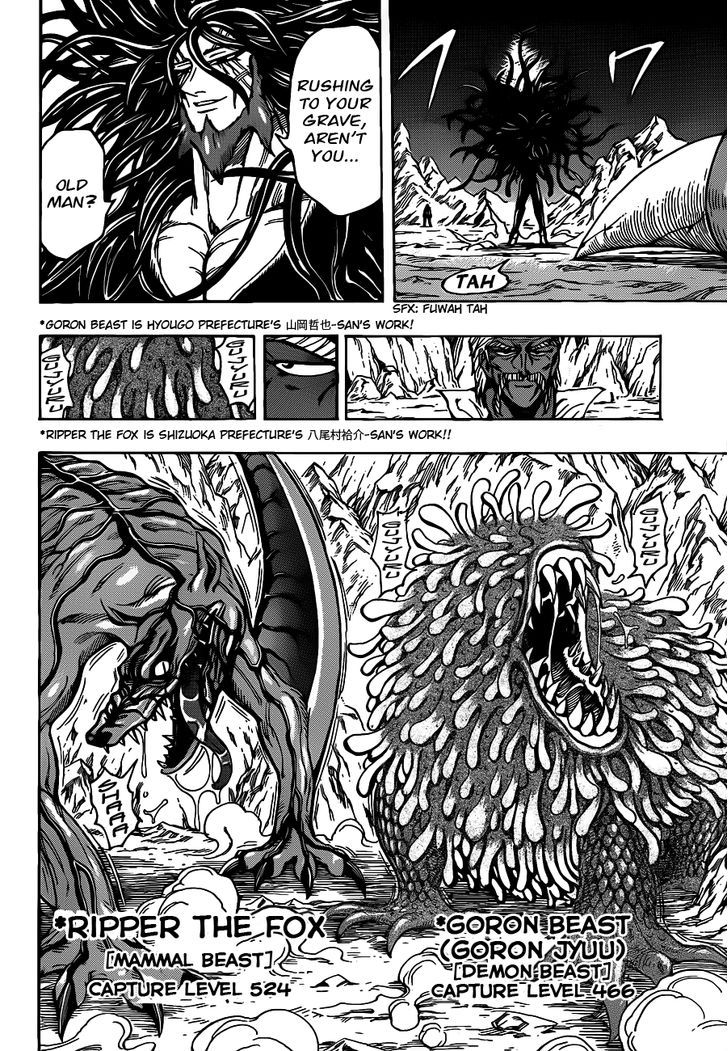 TAH
SFX: FUWAH TAH
RUSHING
TO YOUR
GRAVE,
AREN'T
YOU...
OLD
MAN?
*GORON BEAST IS HYOUGO PREFECTURE'S 山岡哲也-SAN'S WORK!
GUJYURU
GUJYURU
*RIPPER THE FOX IS SHIZUOKA PREFECTURE'S 八尾村裕介-SAN'S WORK!!
GUJYURU
GUJYURU
SHRRR
*GORON BEAST
(GORON JYUU)
[DEMON BEAST]
CAPTURE LEVEL 466
*RIPPER THE FOX
[MAMMAL BEAST]
CAPTURE LEVEL 524